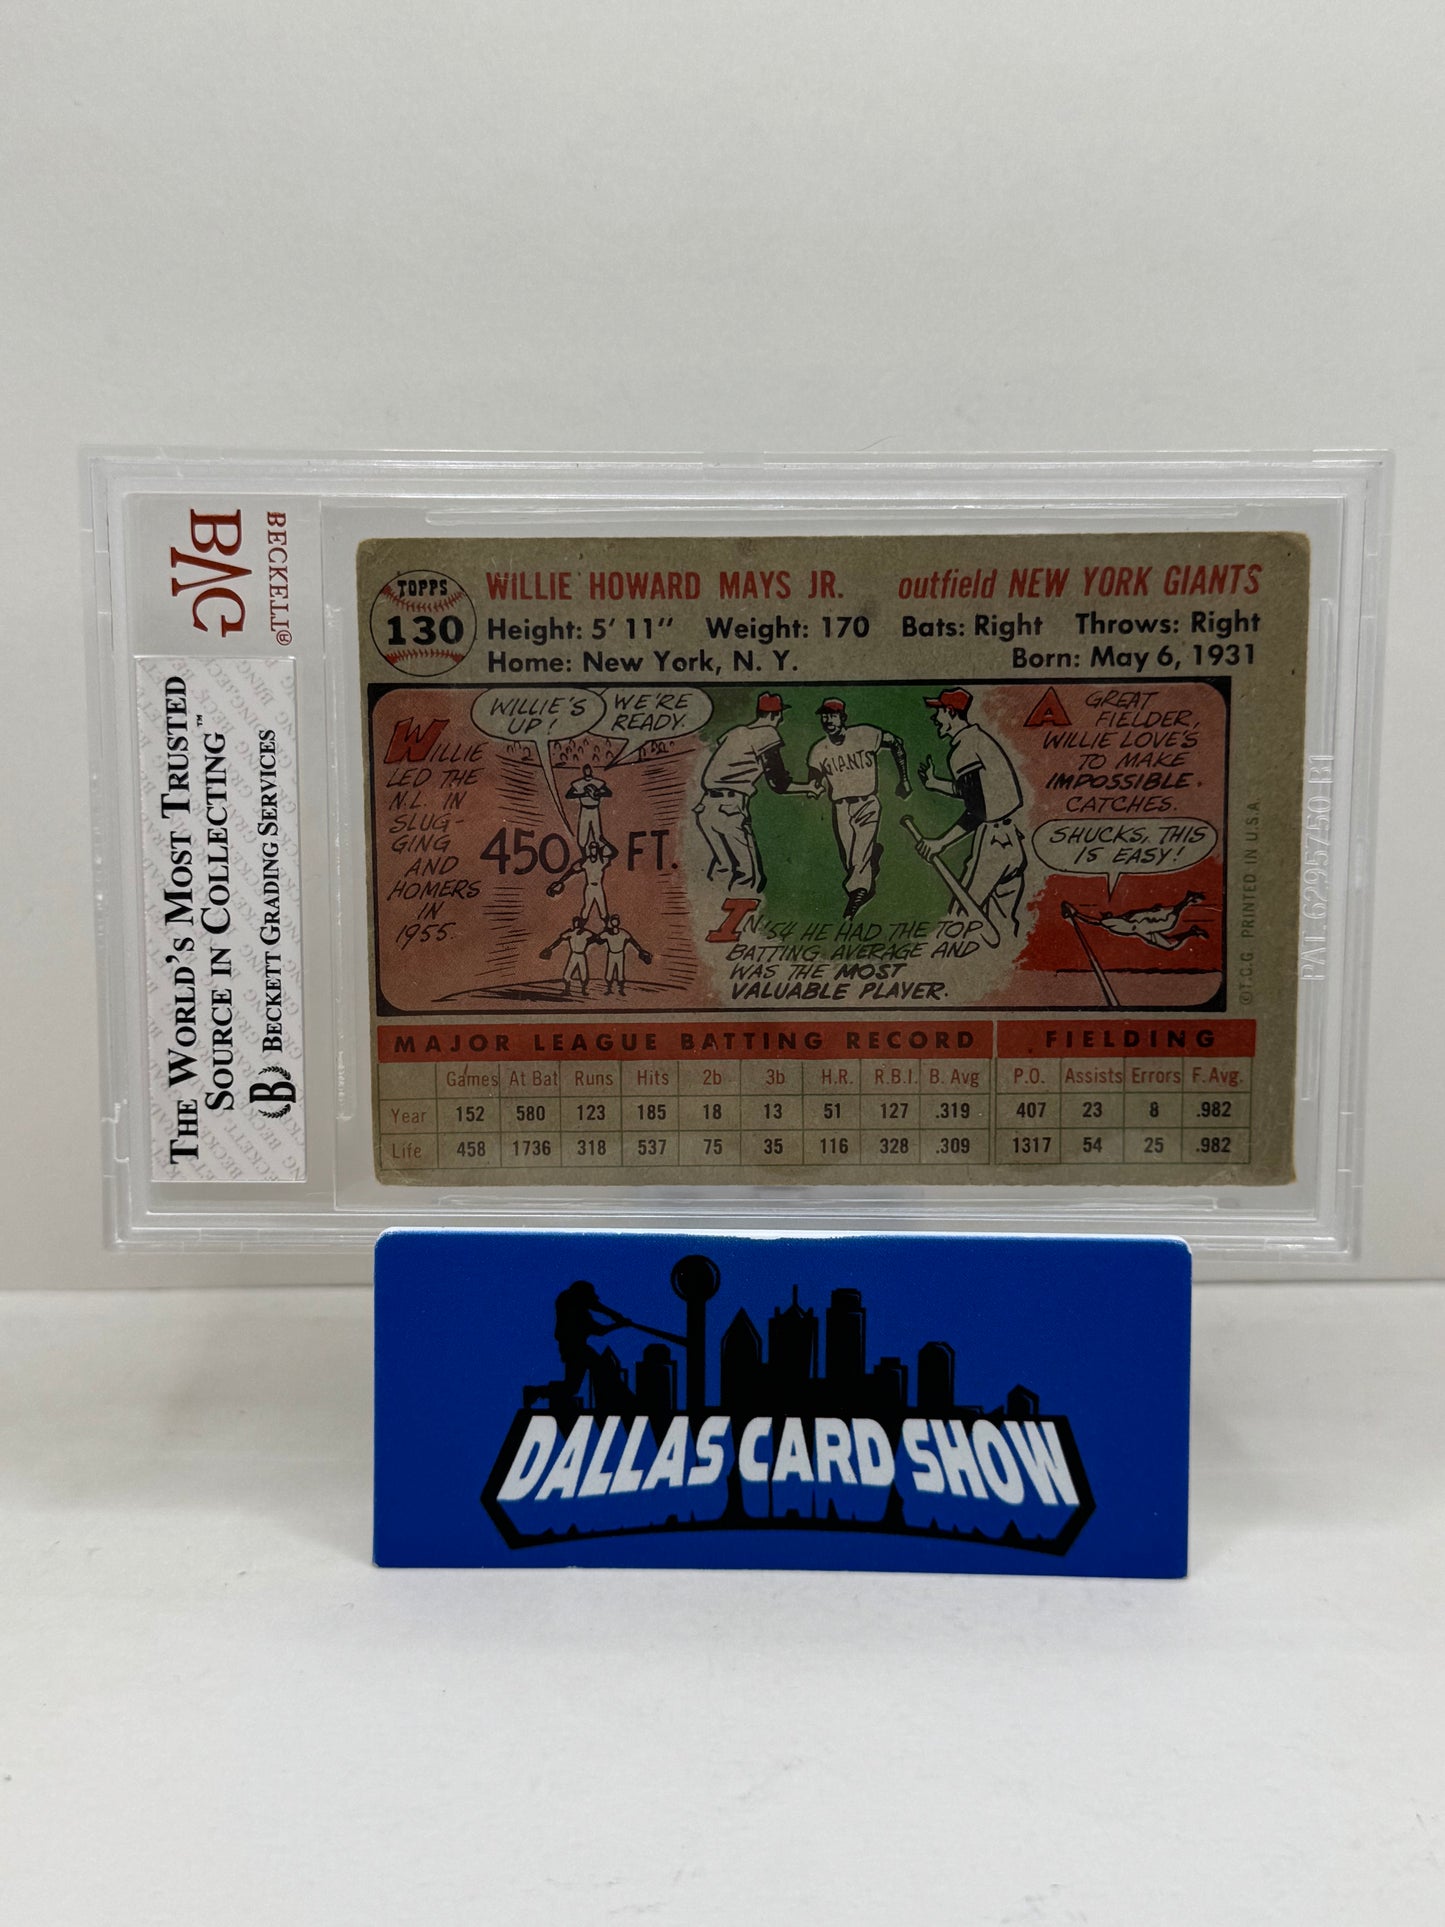 BECKETT®
BVG
THE WORLD'S MOST TRUSTED
SOURCE IN COLLECTING™
B BECKETT GRADING SERVICES
TOPPS
130
WILLIE HOWARD MAYS JR. outfield NEW YORK GIANTS
Height: 5' 11" Weight: 170 Bats: Right Throws: Right
Home: New York, N. Y. Born: May 6, 1931
WILLIE'S
UP!
WE'RE
READY.
WILLIE
LED THE
N.L. IN
SLUG-
GING
AND
HOMERS
IN
1955.
450 FT.
GIANTS
IN '54 HE HAD THE TOP
BATTING AVERAGE AND
WAS THE MOST
VALUABLE PLAYER.
A GREAT
FIELDER,
WILLIE LOVE'S
TO MAKE
IMPOSSIBLE
CATCHES.
SHUCKS, THIS
IS EASY!
©T.C.G. PRINTED IN U.S.A.
PAT. 6295750 B1
MAJOR LEAGUE BATTING RECORD FIELDING
Games At Bat Runs Hits 2b 3b H.R. R.B.I. B. Avg P.O. Assists Errors F. Avg.
Year 152 580 123 185 18 13 51 127 .319 407 23 8 .982
Life 458 1736 318 537 75 35 116 328 .309 1317 54 25 .982
DALLAS CARD SHOW